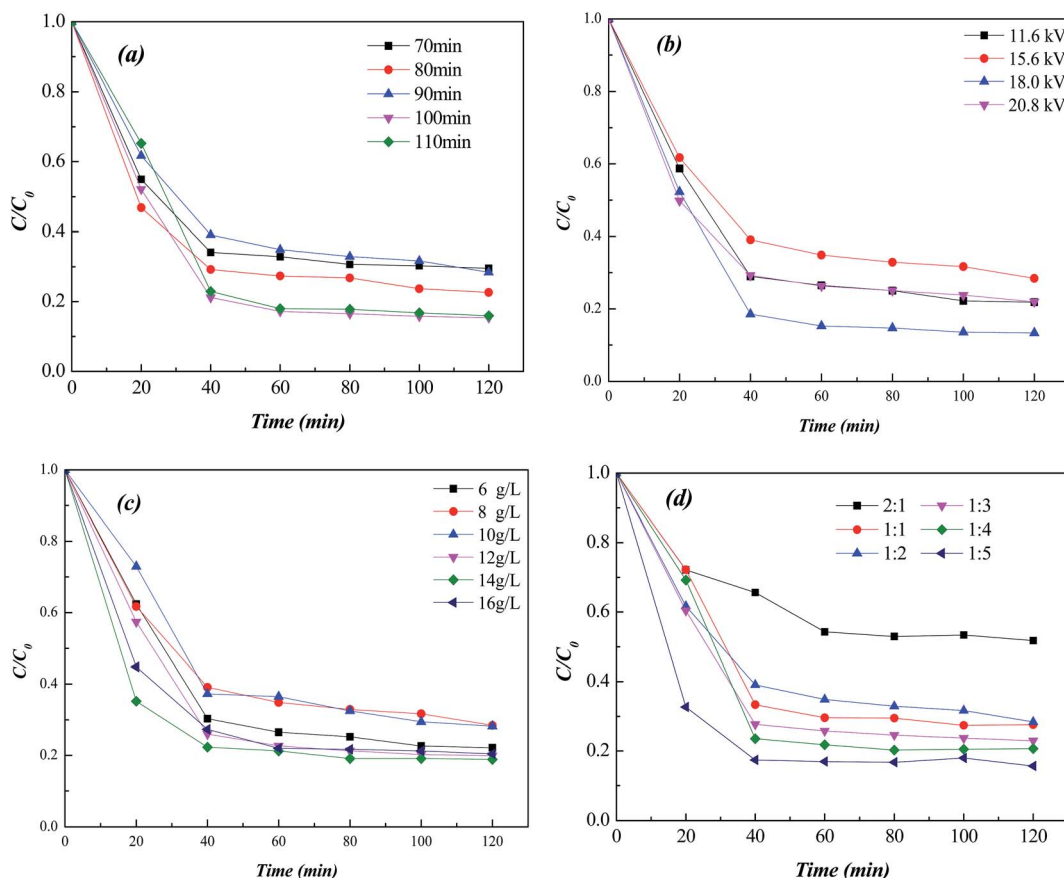 (a)
70min
80min
90min
100min
110min
C/C0
1.0
0.8
0.6
0.4
0.2
0.0
0 20 40 60 80 100 120
Time (min)
(b)
11.6 kV
15.6 kV
18.0 kV
20.8 kV
C/C0
1.0
0.8
0.6
0.4
0.2
0.0
0 20 40 60 80 100 120
Time (min)
(c)
6 g/L
8 g/L
10g/L
12g/L
14g/L
16g/L
C/C0
1.0
0.8
0.6
0.4
0.2
0.0
0 20 40 60 80 100 120
Time (min)
(d)
2:1 1:3
1:1 1:4
1:2 1:5
C/C0
1.0
0.8
0.6
0.4
0.2
0.0
0 20 40 60 80 100 120
Time (min)